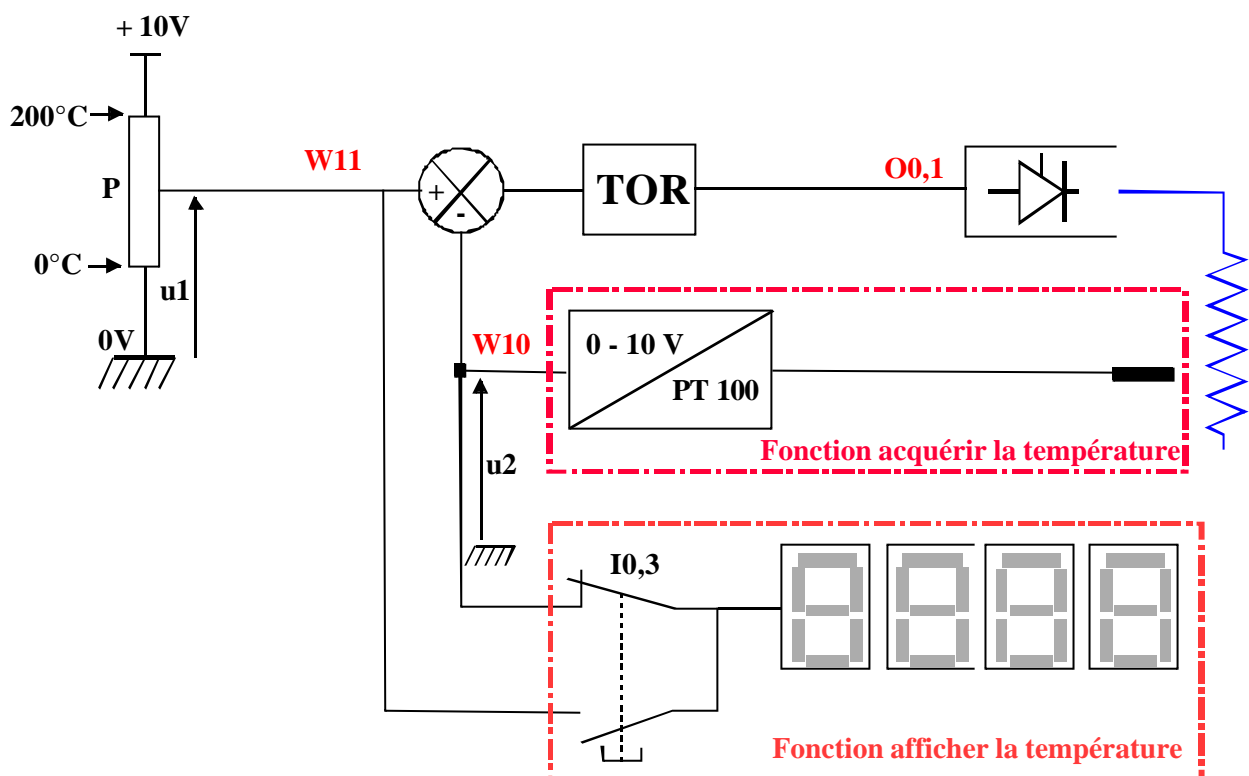 + 10V
200°C
P
W11
+
-
TOR
O0,1
0°C
u1
0V
W10
0 - 10 V
PT 100
Fonction acquérir la température
u2
I0,3
Fonction afficher la température